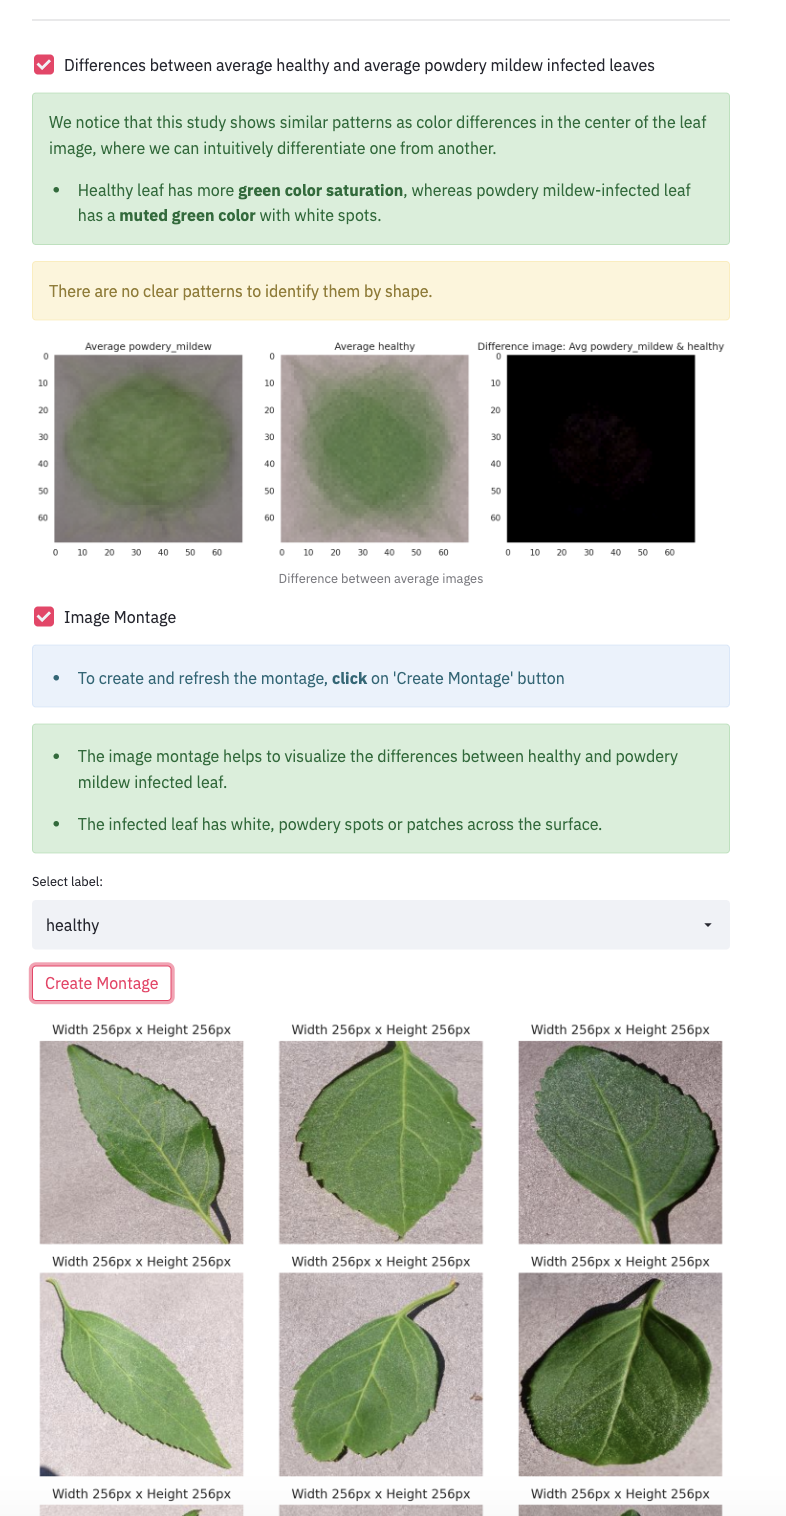 Differences between average healthy and average powdery mildew infected leaves
We notice that this study shows similar patterns as color differences in the center of the leaf
image, where we can intuitively differentiate one from another.
• Healthy leaf has more green color saturation, whereas powdery mildew-infected leaf
has a muted green color with white spots.
There are no clear patterns to identify them by shape.
Average powdery_mildew
0
10
20
30
40
50
60
0 10 20 30 40 50 60
Average healthy
0
10
20
30
40
50
60
0 10 20 30 40 50 60
Difference image: Avg powdery_mildew & healthy
0
10
20
30
40
50
60
0 10 20 30 40 50 60
Difference between average images
Image Montage
• To create and refresh the montage, click on 'Create Montage' button
• The image montage helps to visualize the differences between healthy and powdery
mildew infected leaf.
• The infected leaf has white, powdery spots or patches across the surface.
Select label:
healthy
Create Montage
Width 256px x Height 256px
Width 256px x Height 256px
Width 256px x Height 256px
Width 256px x Height 256px
Width 256px x Height 256px
Width 256px x Height 256px
Width 256px x Height 256px
Width 256px x Height 256px
Width 256px x Height 256px